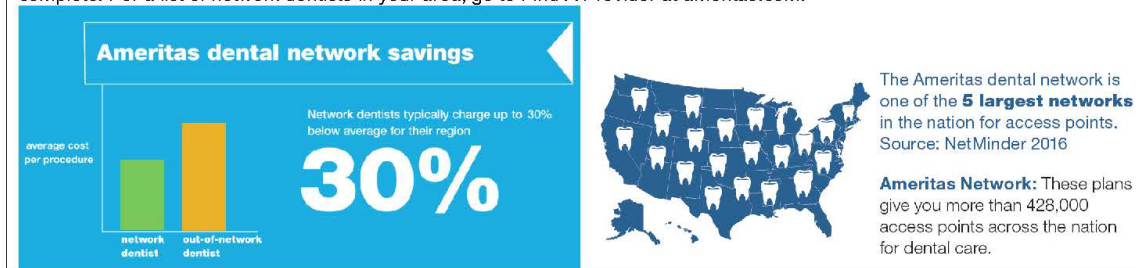 Ameritas dental network savings
Network dentists typically charge up to 30%
below average for their region
30%
average cost
per procedure
network
dentist
out-of-network
dentist
The Ameritas dental network is
one of the 5 largest networks
in the nation for access points.
Source: NetMinder 2016
Ameritas Network: These plans
give you more than 428,000
access points across the nation
for dental care.